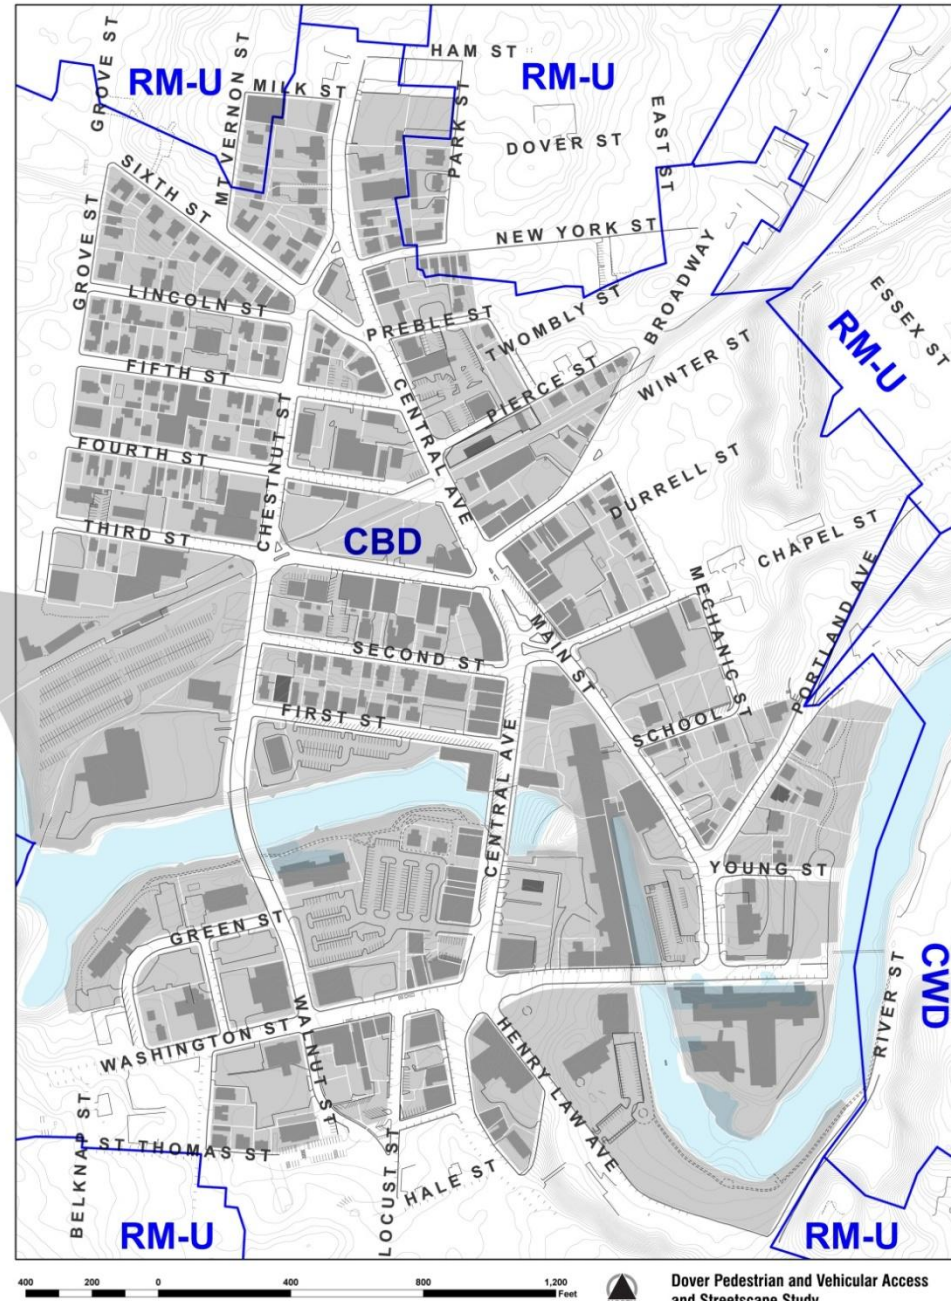 HAM ST
RM-U
RM-U
GROVE ST
MT VERNON ST
MILK ST
PARK ST
EAST ST
DOVER ST
SIXTH ST
GROVE ST
NEW YORK ST
BROADWAY
ESSEX ST
LINCOLN ST
PREBLE ST
TWOMBLY ST
RM-U
WINTER ST
FIFTH ST
CENTRAL AVE
PIERCE ST
CHESTNUT ST
FOURTH ST
DURRELL ST
THIRD ST
CBD
CHAPEL ST
MECHANIC ST
PORTLAND AVE
MAIN ST
SECOND ST
FIRST ST
SCHOOL
CENTRAL AVE
YOUNG ST
GREEN ST
CWD
RIVER ST
WASHINGTON ST
WALNUT ST
HENRY LAW AVE
BELKNAP ST
ST THOMAS ST
LOCUST ST
HALE ST
RM-U
RM-U
400 200 0 400 800 1,200
Feet
Dover Pedestrian and Vehicular Access
and Streetscape Study